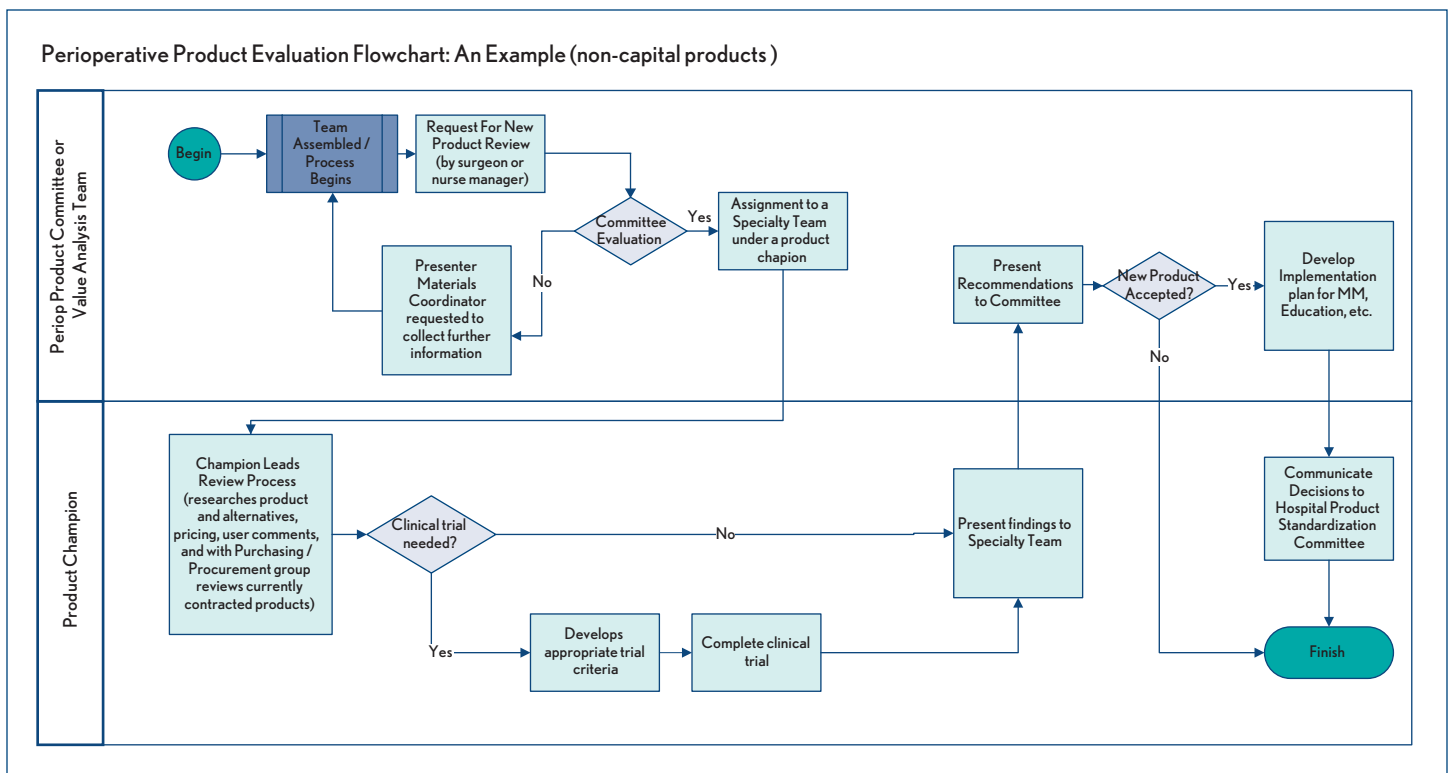 Perioperative Product Evaluation Flowchart: An Example (non-capital products )
Periop Product Committee or
Value Analysis Team
Begin
Team
Assembled /
Process
Begins
Request For New
Product Review
(by surgeon or
nurse manager)
Committee
Evaluation
Yes
No
Assignment to a
Specialty Team
under a product
chapion
Presenter
Materials
Coordinator
requested to
collect further
information
Present
Recommendations
to Committee
New Product
Accepted?
Yes
No
Develop
Implementation
plan for MM,
Education, etc.
Product Champion
Champion Leads
Review Process
(researches product
and alternatives,
pricing, user comments,
and with Purchasing /
Procurement group
reviews currently
contracted products)
Clinical trial
needed?
No
Yes
Develops
appropriate trial
criteria
Complete clinical
trial
Present findings to
Specialty Team
Communicate
Decisions to
Hospital Product
Standardization
Committee
Finish